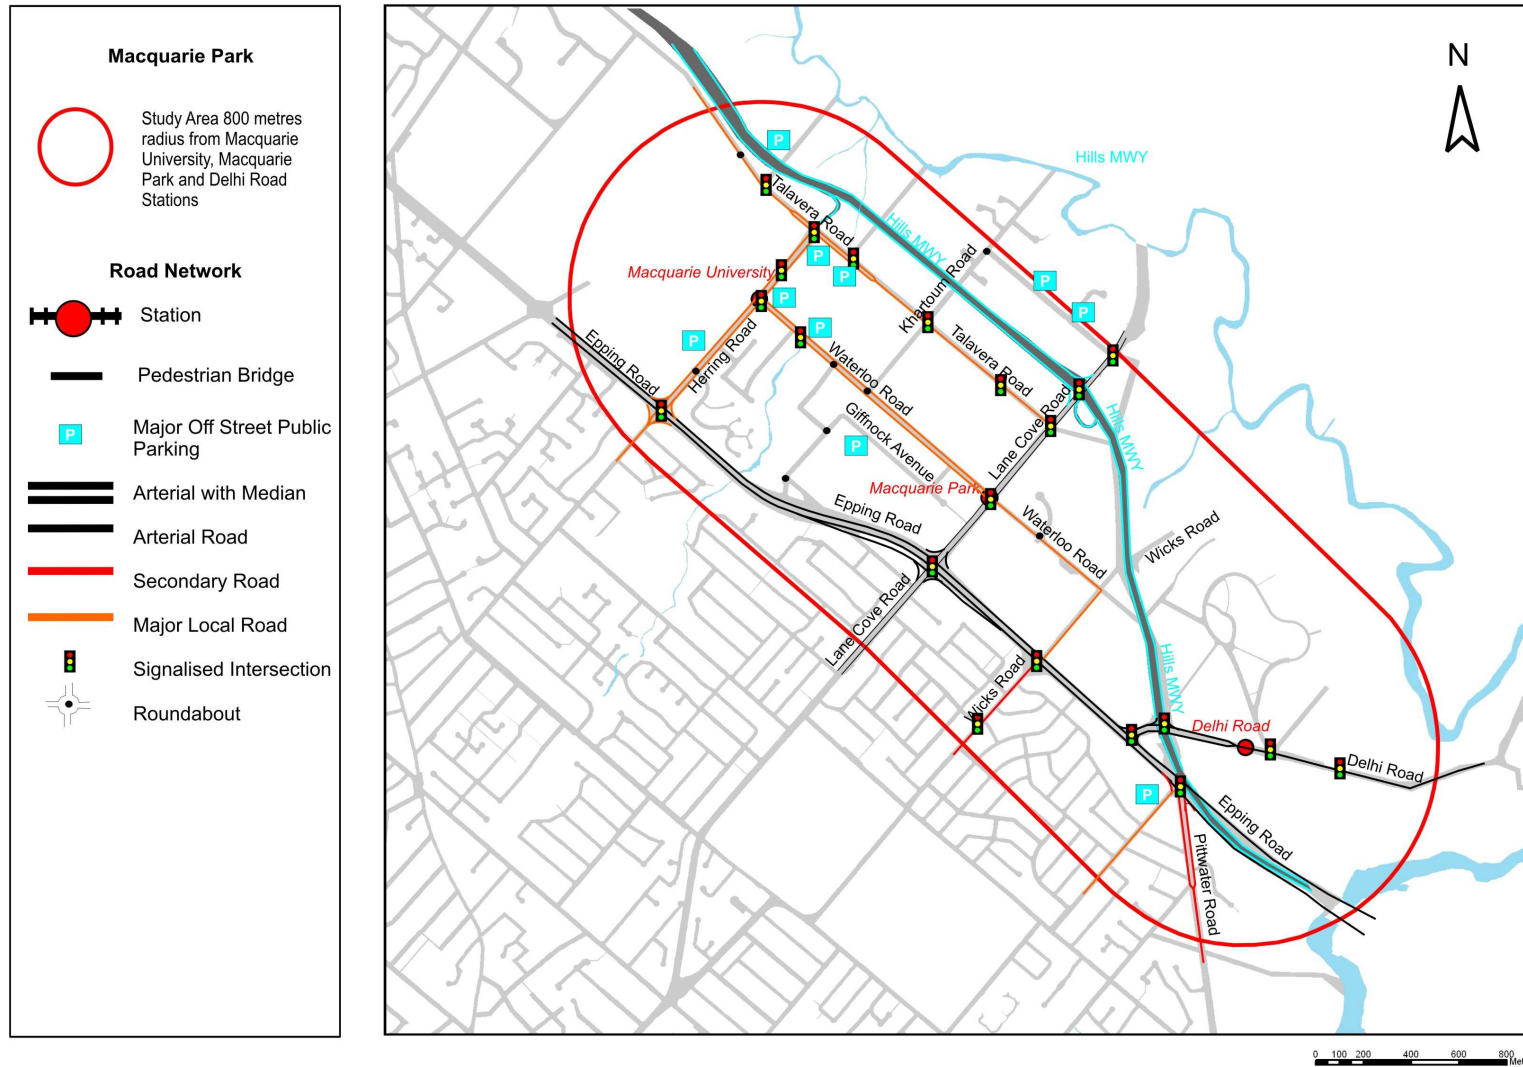 Macquarie Park
Study Area 800 metres
radius from Macquarie
University, Macquarie
Park and Delhi Road
Stations
Road Network
Station
Pedestrian Bridge
P
Major Off Street Public
Parking
Arterial with Median
Arterial Road
Secondary Road
Major Local Road
Signalised Intersection
Roundabout
N
Hills MWY
P
Talavera Road
Hills MWY
P
Macquarie University
P
Khartoum Road
P
P
P
P
P
Epping Road
Herring Road
Waterloo Road
Talavera Road
Lane Cove Road
Hills MWY
Giffnock Avenue
P
Macquarie Park
Epping Road
Waterloo Road
Wicks Road
Lane Cove Road
Wicks Road
Hills MWY
Delhi Road
Delhi Road
P
Epping Road
Pittwater Road
0 100 200 400 600 800
Met